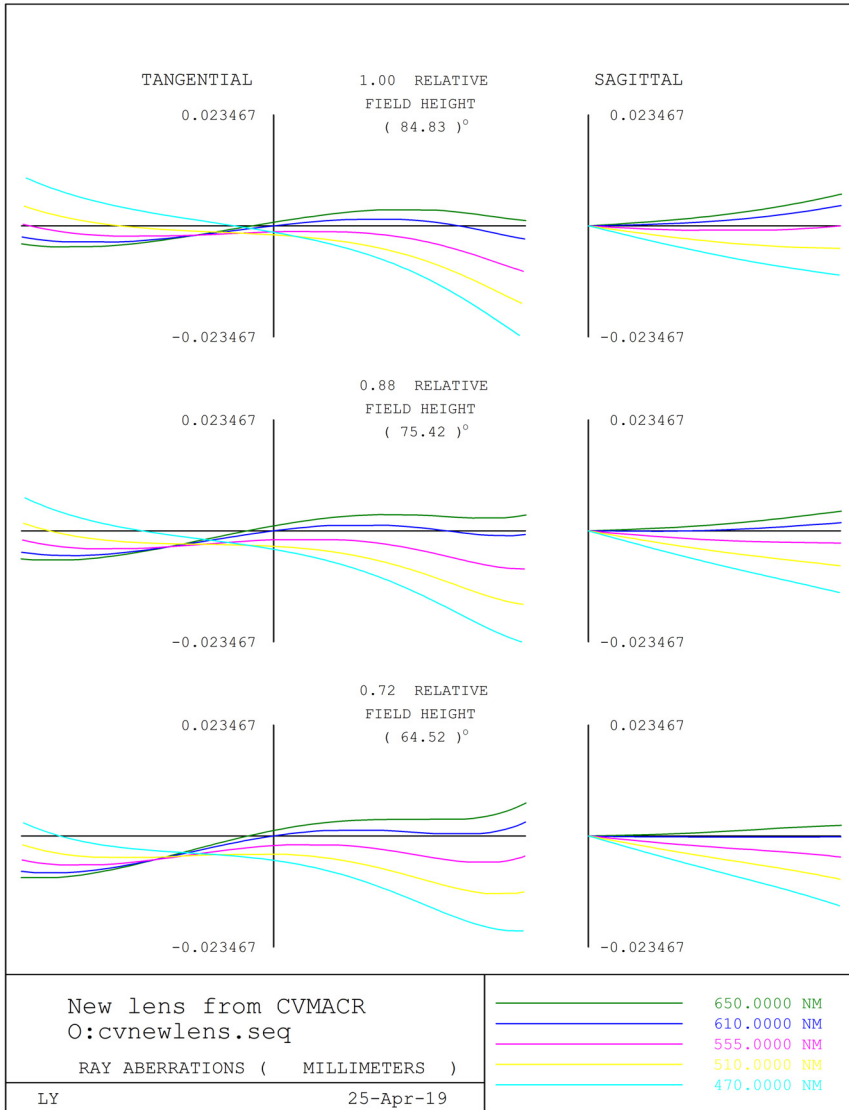 TANGENTIAL 1.00 RELATIVE SAGITTAL
FIELD HEIGHT
( 84.83 )°
0.023467 0.023467
-0.023467 -0.023467
0.88 RELATIVE
FIELD HEIGHT
( 75.42 )°
0.023467 0.023467
-0.023467 -0.023467
0.72 RELATIVE
FIELD HEIGHT
( 64.52 )°
0.023467 0.023467
-0.023467 -0.023467
New lens from CVMACR
O:cvnewlens.seq
RAY ABERRATIONS ( MILLIMETERS )
LY 25-Apr-19
650.0000 NM
610.0000 NM
555.0000 NM
510.0000 NM
470.0000 NM